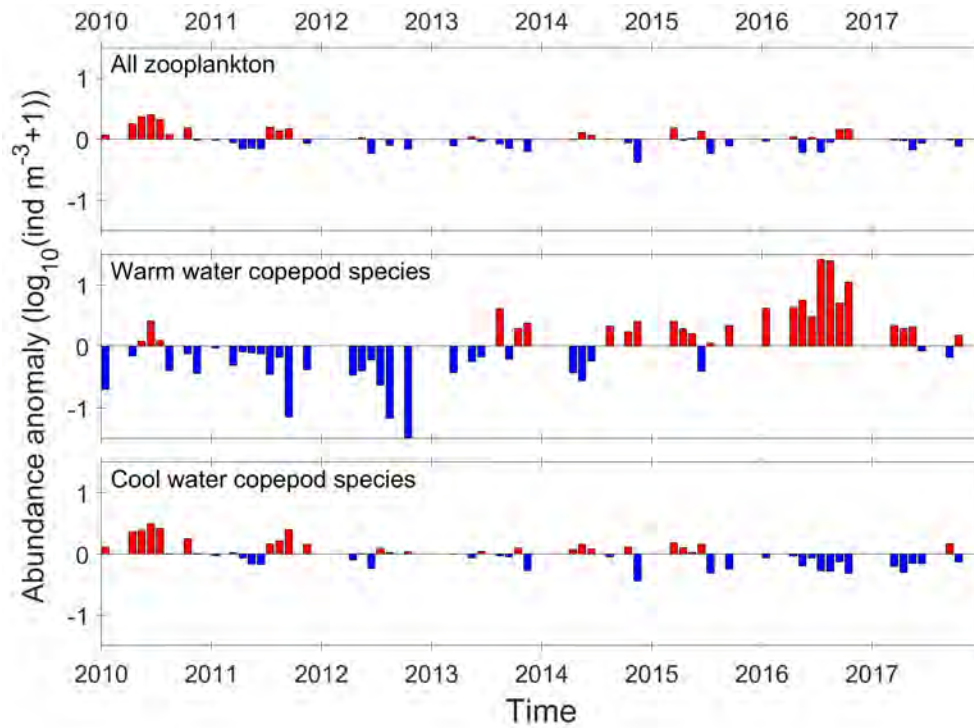 2010 2011 2012 2013 2014 2015 2016 2017
All zooplankton
1
0
-1
Warm water copepod species
1
0
-1
Cool water copepod species
1
0
-1
Abundance anomaly (log10(ind m-3+1))
2010 2011 2012 2013 2014 2015 2016 2017
Time